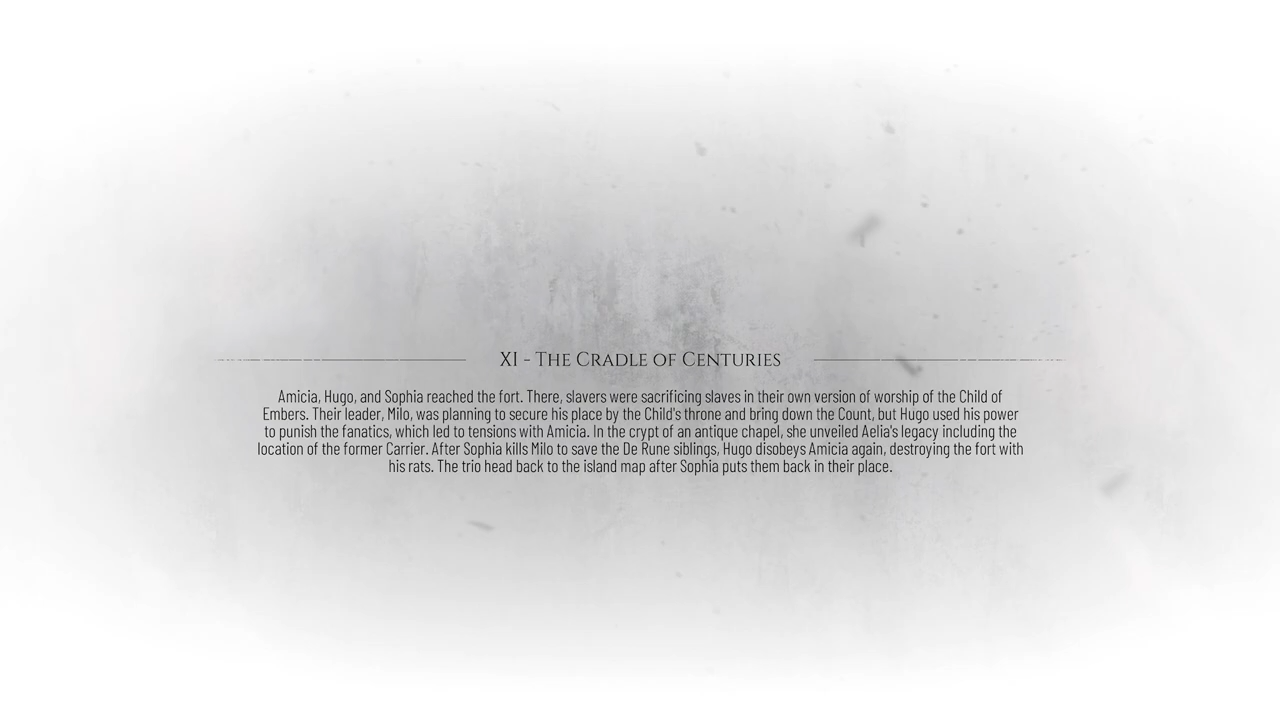 XI - The Cradle of Centuries
Amicia, Hugo, and Sophia reached the fort. There, slavers were sacrificing slaves in their own version of worship of the Child of
Embers. Their leader, Milo, was planning to secure his place by the Child's throne and bring down the Count, but Hugo used his power
to punish the fanatics, which led to tensions with Amicia. In the crypt of an antique chapel, she unveiled Aelia's legacy including the
location of the former Carrier. After Sophia kills Milo to save the De Rune siblings, Hugo disobeys Amicia again, destroying the fort with
his rats. The trio head back to the island map after Sophia puts them back in their place.